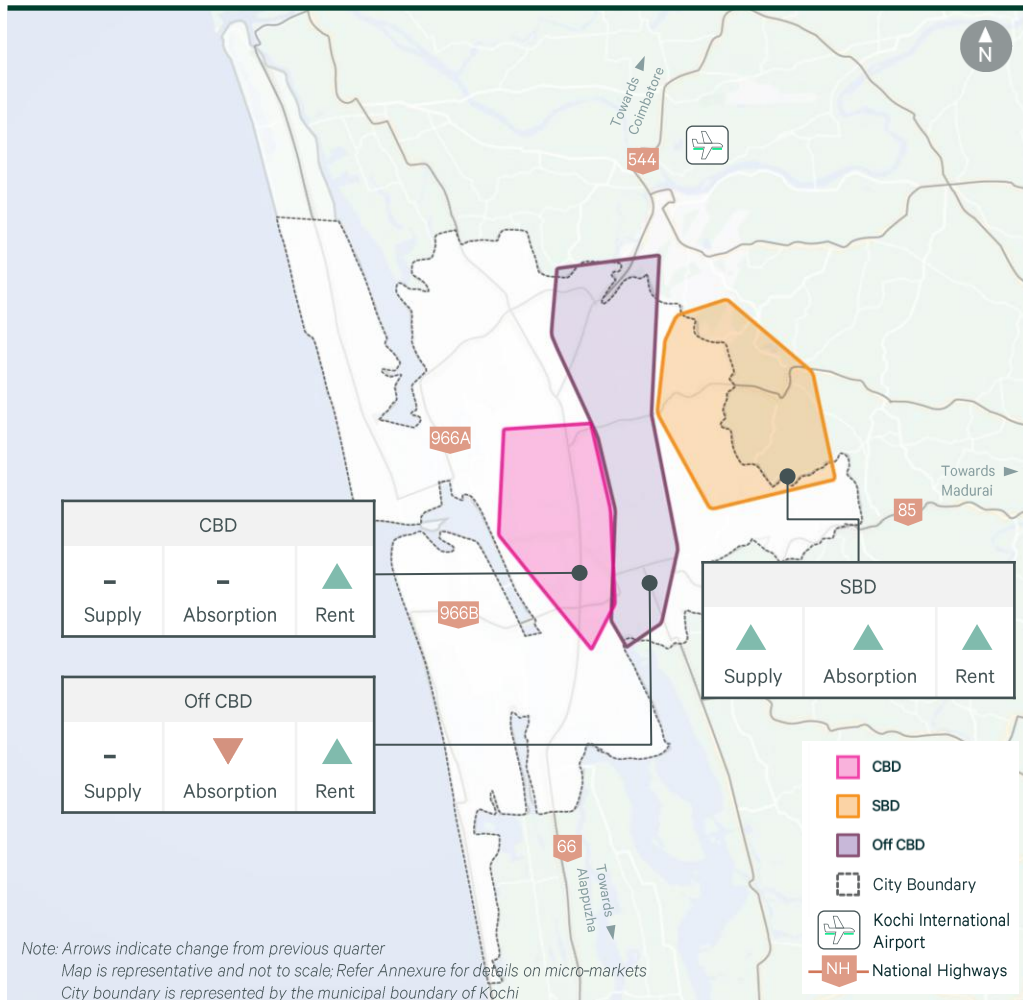 N
Towards
Coimbatore
544
966A
Towards
Madurai
85
CBD
-
-
Supply
Absorption
Rent
966B
SBD
Supply
Absorption
Rent
Off CBD
-
Supply
Absorption
Rent
CBD
SBD
Off CBD
City Boundary
Kochi International
Airport
NH
National Highways
66
Towards
Alappuzha
Note: Arrows indicate change from previous quarter
Map is representative and not to scale; Refer Annexure for details on micro-markets
City boundary is represented by the municipal boundary of Kochi